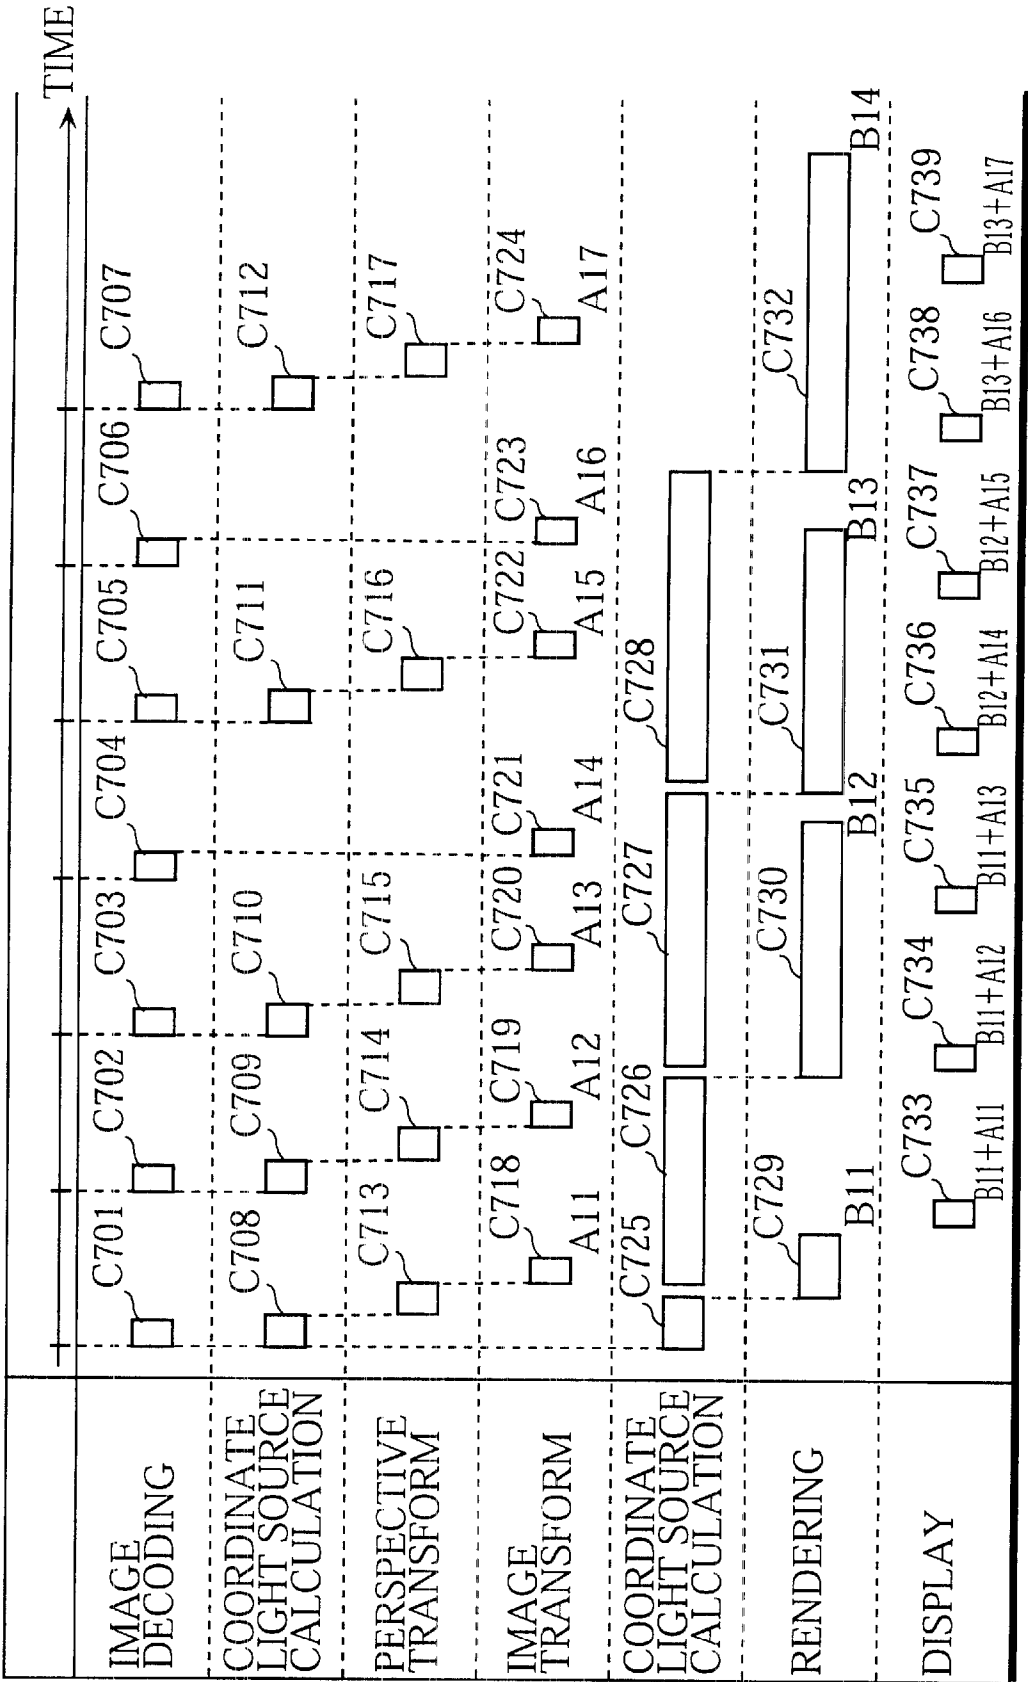 TIME
IMAGE
DECODING
C701
C702
C703
C704
C705
C706
C707
COORDINATE
LIGHT SOURCE
CALCULATION
C708
C709
C710
C711
C712
PERSPECTIVE
TRANSFORM
C713
C714
C715
C716
C717
IMAGE
TRANSFORM
C718
C719
C720
C721
C722
C723
C724
A11
A12
A13
A14
A15
A16
A17
COORDINATE
LIGHT SOURCE
CALCULATION
C725
C726
C727
C728
RENDERING
C729
C730
C731
C732
B11
B12
B13
B14
DISPLAY
C733
C734
C735
C736
C737
C738
C739
B11+A11
B11+A12
B11+A13
B12+A14
B12+A15
B13+A16
B13+A17